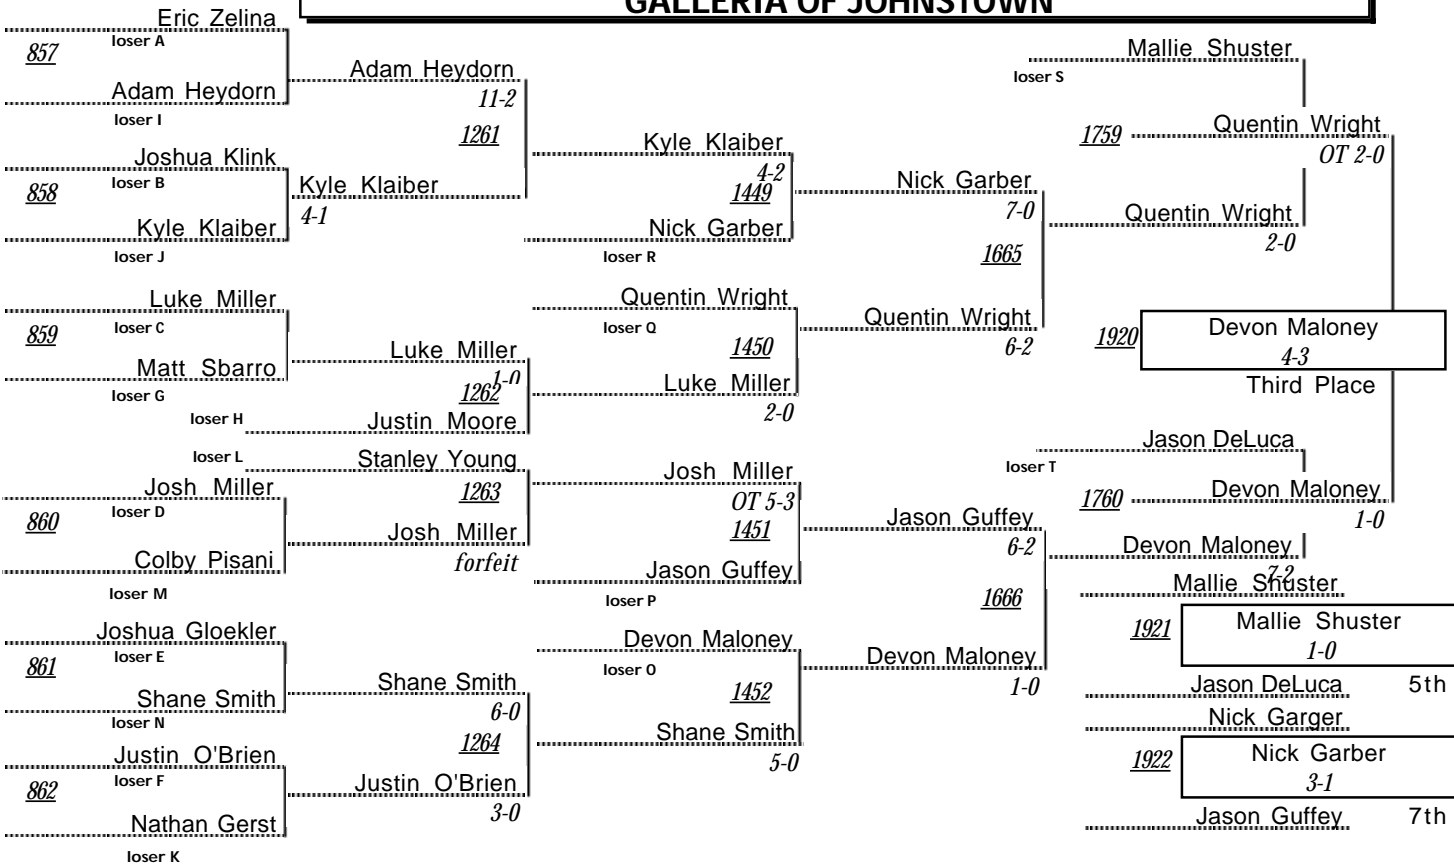 GALLERIA OF JOHNSTOWN
Eric Zelina
loser A
857
Adam Heydorn
loser I
Adam Heydorn
11-2
1261
Joshua Klink
loser B
858
Kyle Klaiber
loser J
Kyle Klaiber
4-1
Kyle Klaiber
4-2
1449
Nick Garber
loser R
Nick Garber
7-0
1665
Luke Miller
loser C
859
Matt Sbarro
loser G
Luke Miller
1-0
1262
loser H
Justin Moore
Quentin Wright
loser Q
1450
Luke Miller
2-0
Quentin Wright
6-2
Mallie Shuster
loser S
1759
Quentin Wright
OT 2-0
Quentin Wright
2-0
1920
Devon Maloney
4-3
Third Place
loser L
Stanley Young
1263
Josh Miller
loser D
860
Colby Pisani
loser M
Josh Miller
forfeit
Josh Miller
OT 5-3
1451
Jason Guffey
loser P
Jason Guffey
6-2
1666
Jason DeLuca
loser T
1760
Devon Maloney
1-0
Devon Maloney
7-2
Joshua Gloekler
loser E
861
Shane Smith
loser N
Shane Smith
6-0
1264
Justin O'Brien
loser F
862
Nathan Gerst
loser K
Justin O'Brien
3-0
Devon Maloney
loser O
1452
Shane Smith
5-0
Devon Maloney
1-0
Mallie Shuster
1921
Mallie Shuster
1-0
Jason DeLuca
5th
Nick Garger
1922
Nick Garber
3-1
Jason Guffey
7th